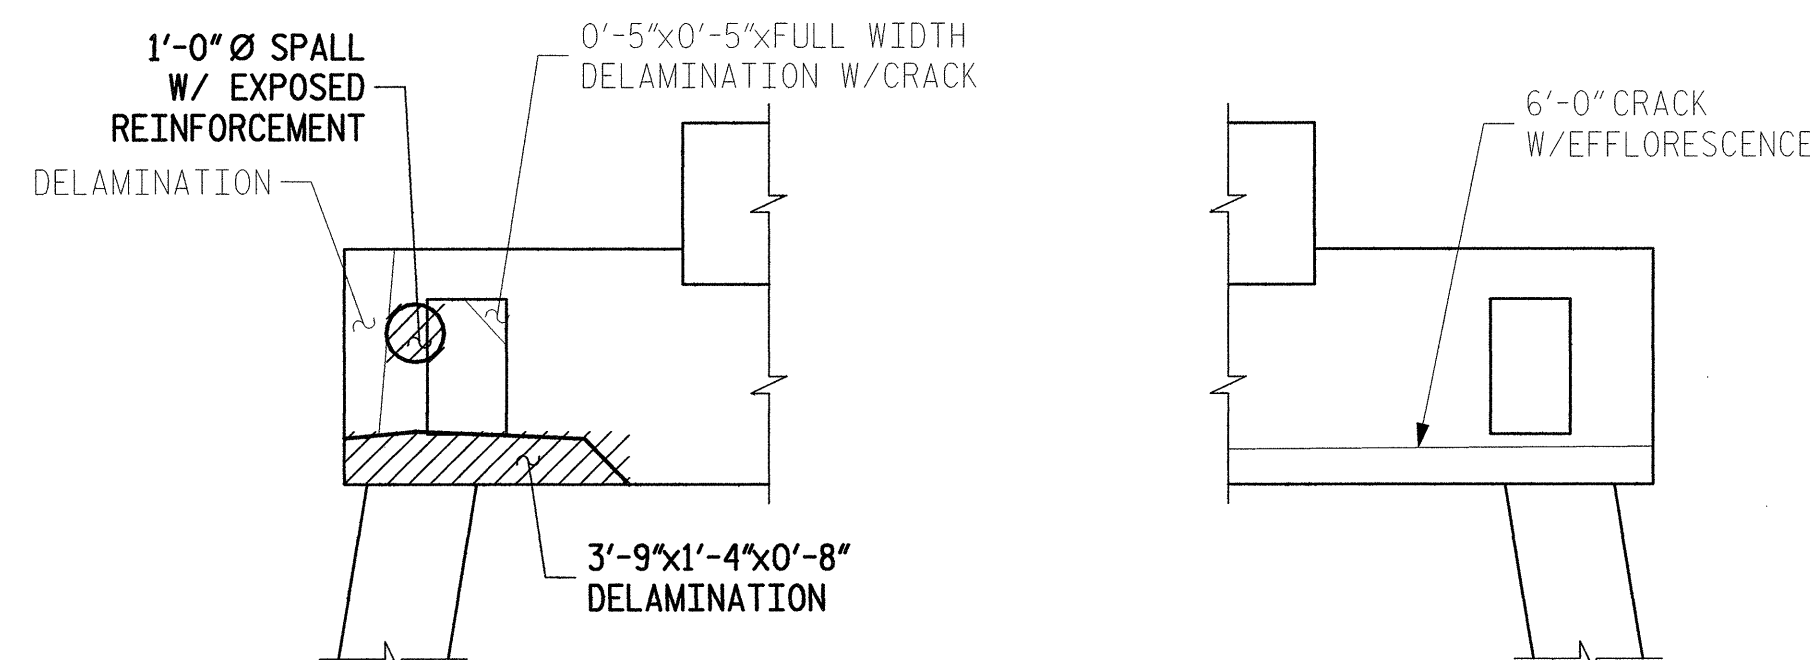 1'-0" Ø SPALL
W/ EXPOSED
REINFORCEMENT
DELAMINATION
0'-5"x0'-5"xFULL WIDTH
DELAMINATION W/CRACK
6'-0" CRACK
W/EFFLORESCENCE
3'-9"x1'-4"x0'-8"
DELAMINATION